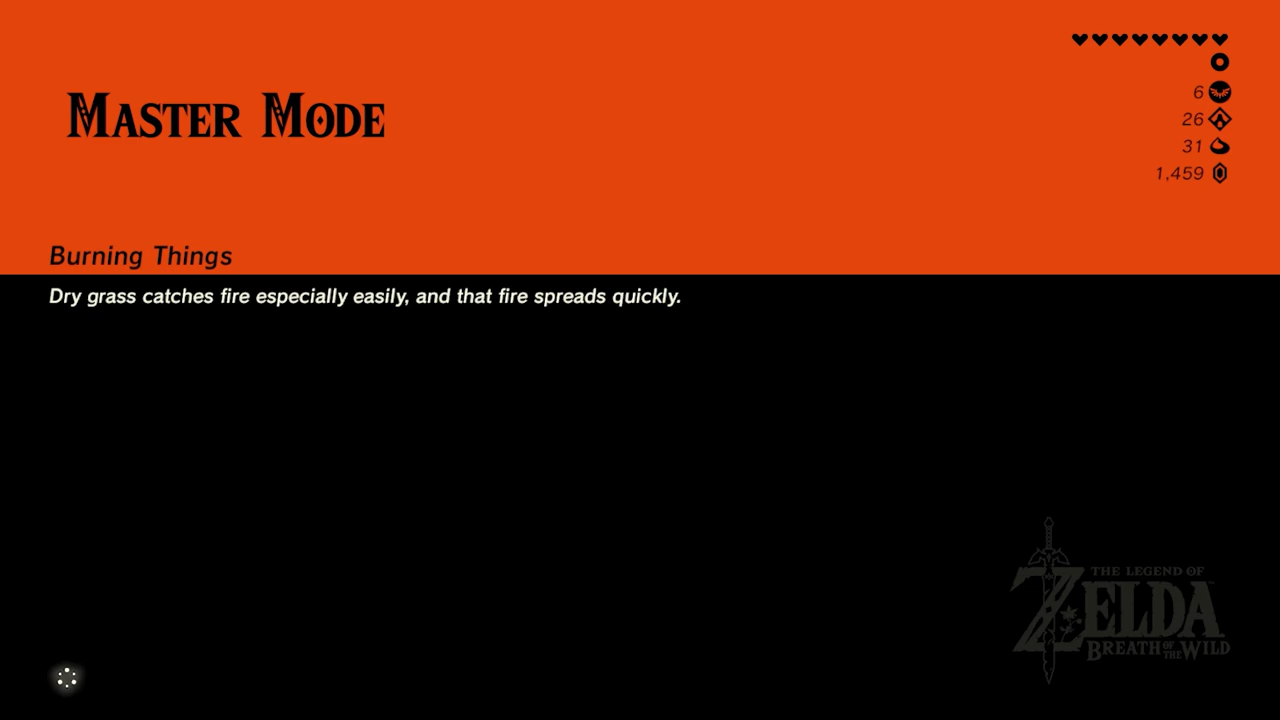 Master Mode
6
26
31
1,459
Burning Things
Dry grass catches fire especially easily, and that fire spreads quickly.
THE LEGEND OF
ZELDA
BREATH OF THE WILD